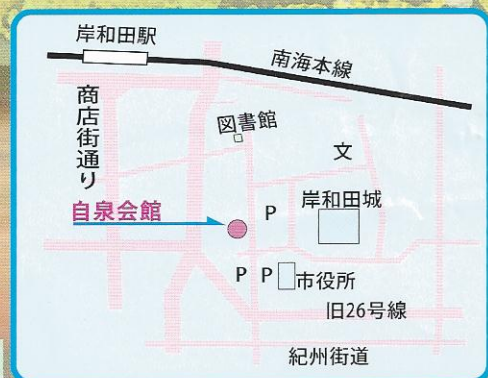 岸和田駅
南海本線
商店街通り
図書館
文
自泉会館
P
岸和田城
P P
市役所
旧26号線
紀州街道